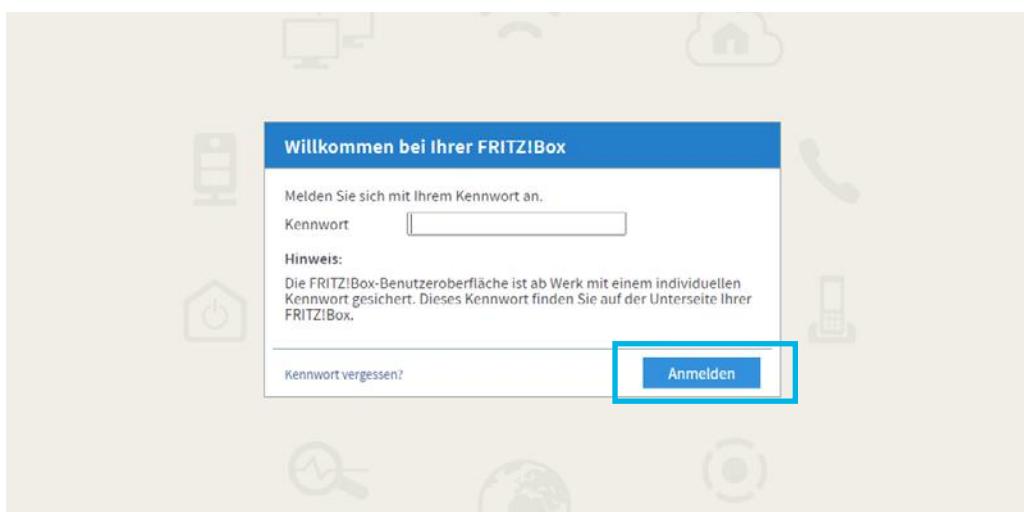 Willkommen bei Ihrer FRITZ!Box
Melden Sie sich mit Ihrem Kennwort an.
Kennwort
Hinweis:
Die FRITZ!Box-Benutzeroberfläche ist ab Werk mit einem individuellen
Kennwort gesichert. Dieses Kennwort finden Sie auf der Unterseite Ihrer
FRITZ!Box.
Kennwort vergessen?
Anmelden